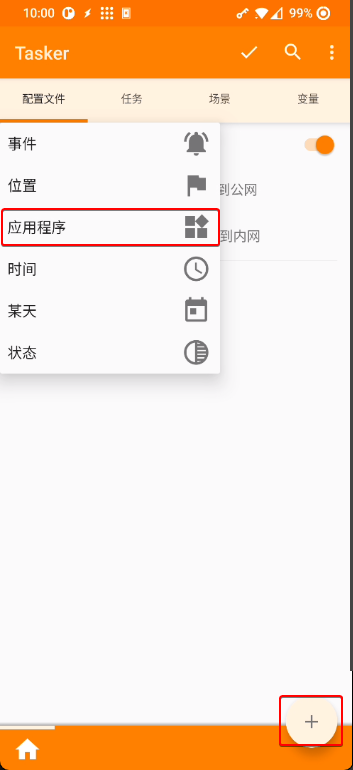 10:00 99%
Tasker
配置文件 任务 场景 变量
事件
位置
到公网
应用程序
到内网
时间
某天
状态